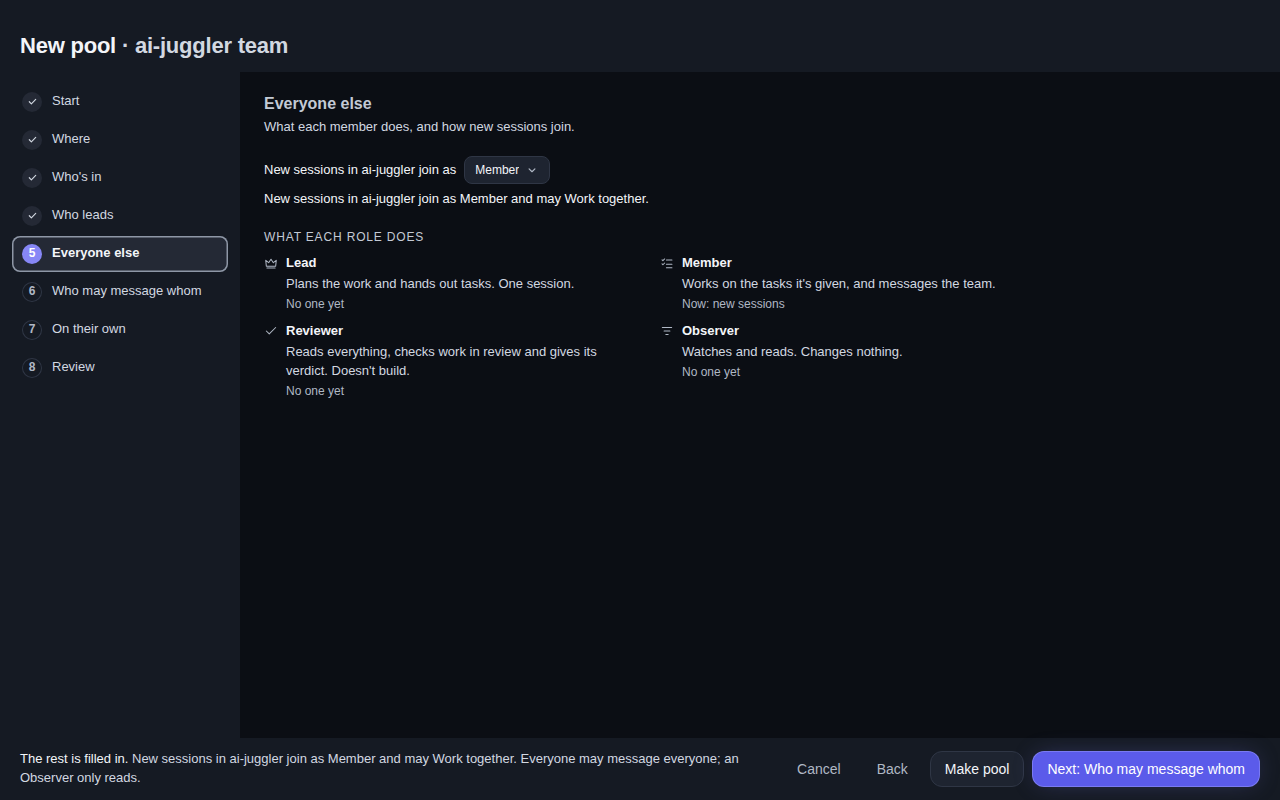 New pool · ai-juggler team
Start
Where
Who's in
Who leads
5 Everyone else
6 Who may message whom
7 On their own
8 Review
Everyone else
What each member does, and how new sessions join.
New sessions in ai-juggler join as Member
New sessions in ai-juggler join as Member and may Work together.
WHAT EACH ROLE DOES
Lead
Plans the work and hands out tasks. One session.
No one yet
Member
Works on the tasks it's given, and messages the team.
Now: new sessions
Reviewer
Reads everything, checks work in review and gives its
verdict. Doesn't build.
No one yet
Observer
Watches and reads. Changes nothing.
No one yet
The rest is filled in. New sessions in ai-juggler join as Member and may Work together. Everyone may message everyone; an
Observer only reads.
Cancel Back Make pool Next: Who may message whom